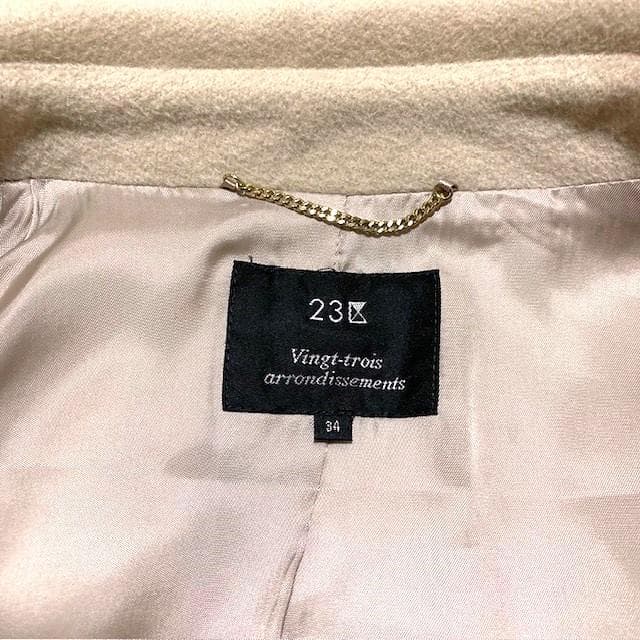 23区
Vingt-trois
arrondissements
34